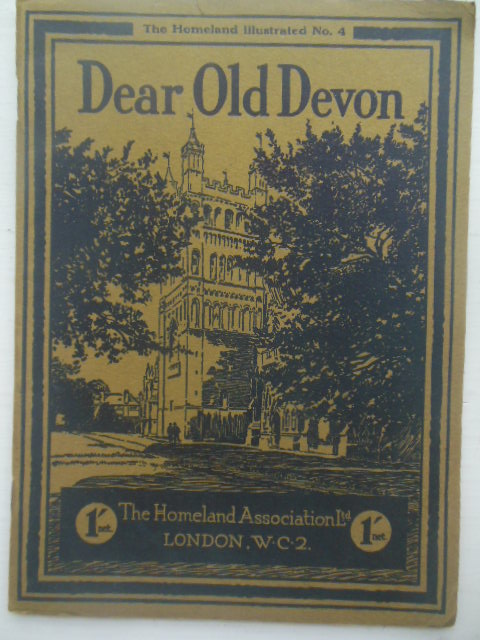 The Homeland Illustrated No. 4
Dear Old Devon
1/- net.
The Homeland Association Ltd
LONDON. W.C.2.
1/- net.